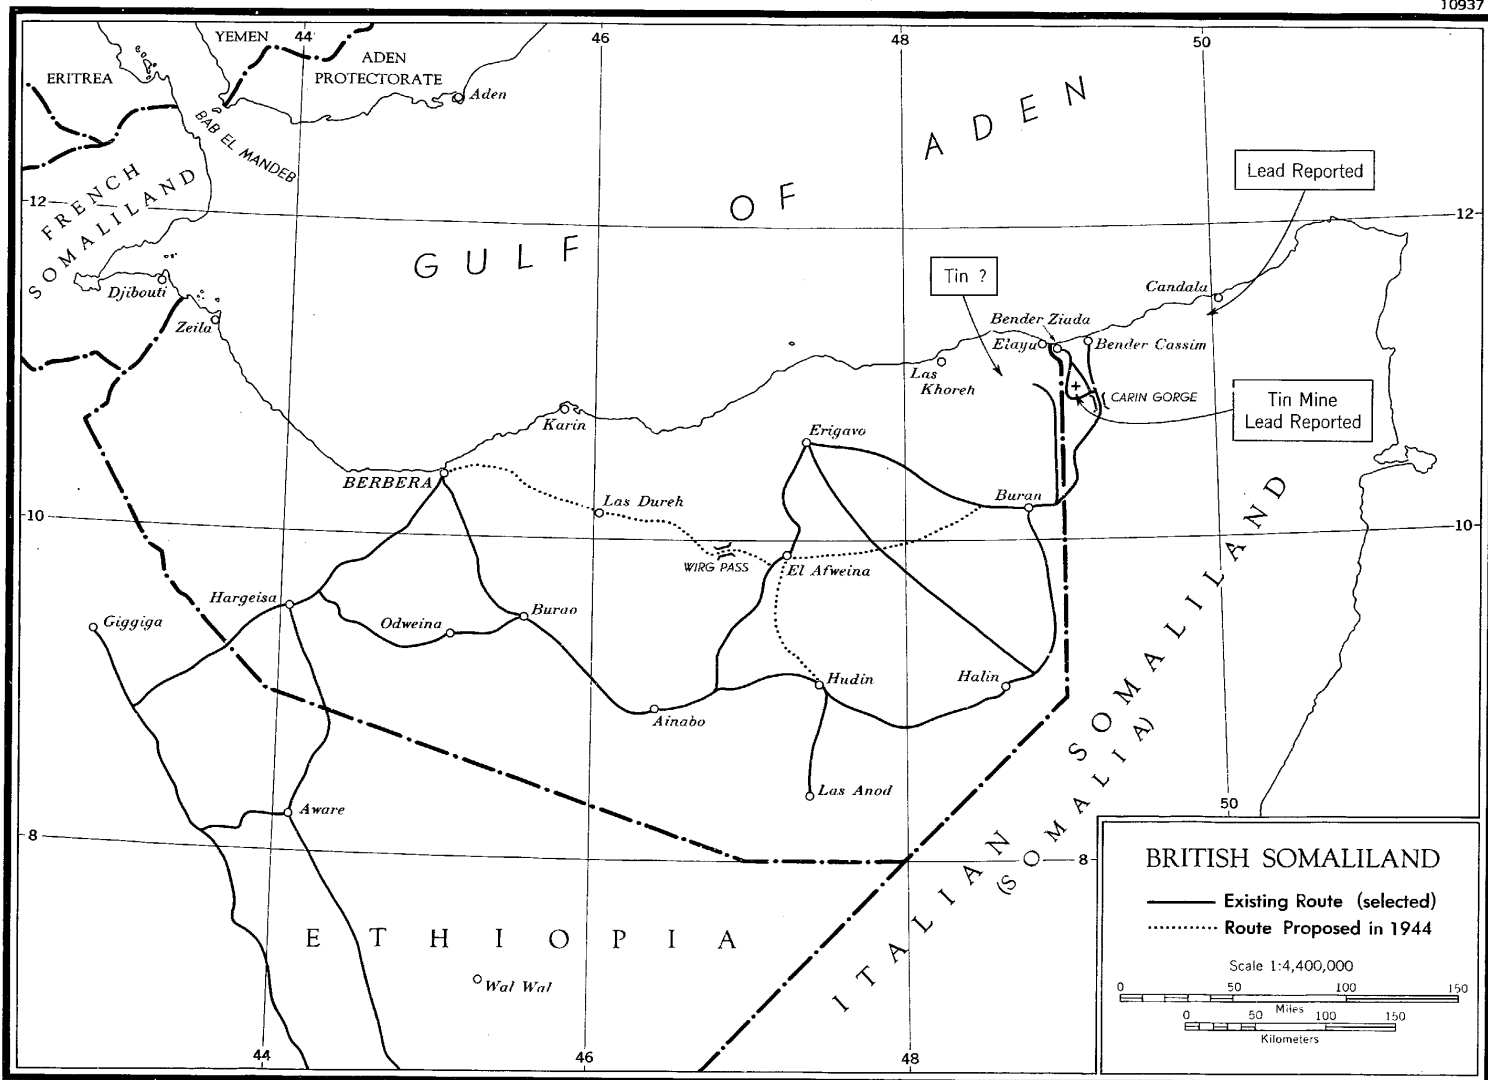 10937
44
46
48
50
YEMEN
ADEN
PROTECTORATE
ERITREA
Aden
BAB EL MANDEB
FRENCH
SOMALILAND
GULF OF ADEN
Lead Reported
12
12
Tin ?
Djibouti
Zeila
Candala
Bender Ziada
Elayu
Bender Cassim
Las
Khoreh
CARIN GORGE
Tin Mine
Lead Reported
Karin
Erigavo
BERBERA
Las Dureh
Buran
10
10
WIRG PASS
El Afweina
Hargeisa
Giggiga
Odweina
Burao
Hudin
Halin
Ainabo
Las Anod
Aware
ITALIAN SOMALILAND
(SOMALIA)
50
8
8
ETHIOPIA
Wal Wal
44
46
48
BRITISH SOMALILAND
Existing Route (selected)
Route Proposed in 1944
Scale 1:4,400,000
0 50 100 150
Miles
0 50 100 150
Kilometers